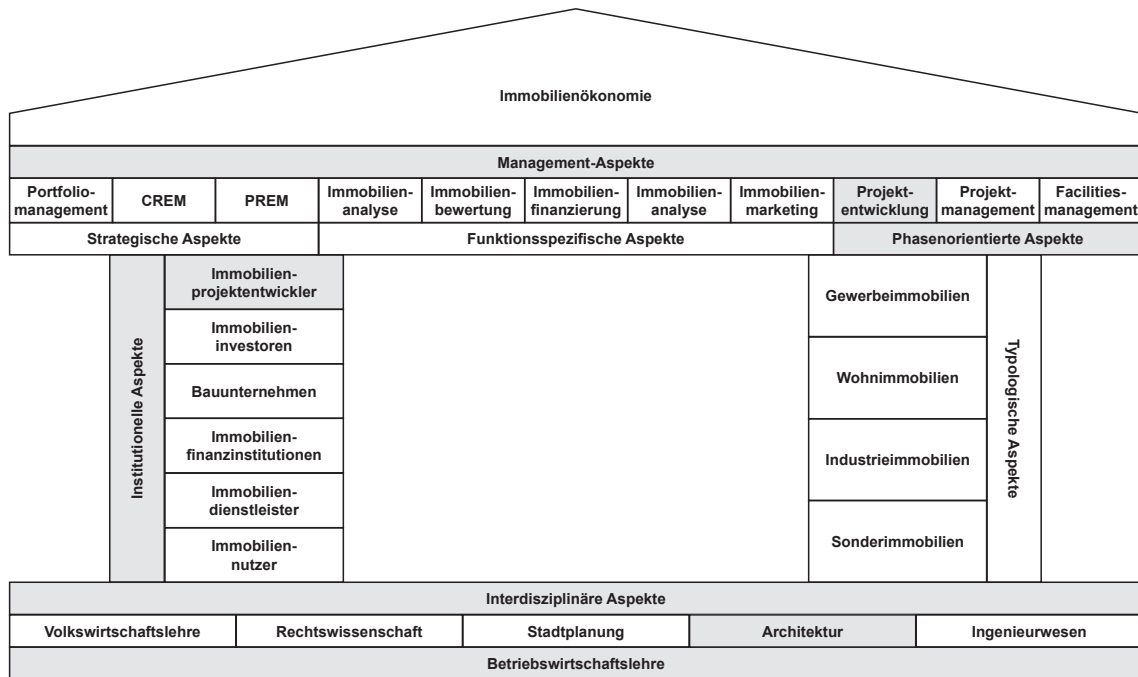 Immobilienökonomie
Management-Aspekte
Portfolio-
management
CREM
PREM
Immobilien-
analyse
Immobilien-
bewertung
Immobilien-
finanzierung
Immobilien-
analyse
Immobilien-
marketing
Projekt-
entwicklung
Projekt-
management
Facilities-
management
Strategische Aspekte
Funktionsspezifische Aspekte
Phasenorientierte Aspekte
Institutionelle Aspekte
Immobilien-
projektentwickler
Immobilien-
investoren
Bauunternehmen
Immobilien-
finanzinstitutionen
Immobilien-
dienstleister
Immobilien-
nutzer
Gewerbeimmobilien
Wohnimmobilien
Industrieimmobilien
Sonderimmobilien
Typologische Aspekte
Interdisziplinäre Aspekte
Volkswirtschaftslehre
Rechtswissenschaft
Stadtplanung
Architektur
Ingenieurwesen
Betriebswirtschaftslehre